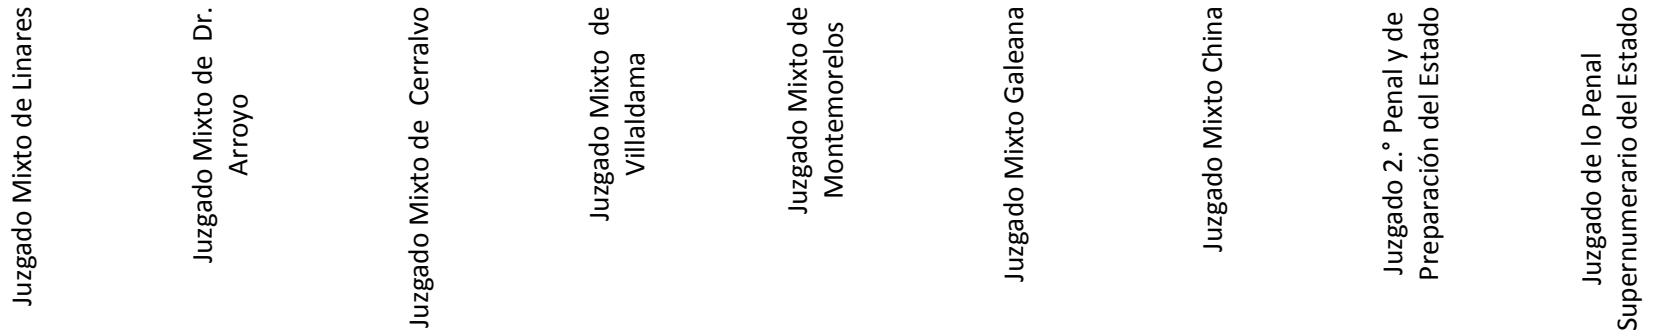 Juzgado Mixto de Linares
Juzgado Mixto de Dr.
Arroyo
Juzgado Mixto de Cerralvo
Juzgado Mixto de
Villaldama
Juzgado Mixto de
Montemorelos
Juzgado Mixto Galeana
Juzgado Mixto China
Juzgado 2.° Penal y de
Preparación del Estado
Juzgado de lo Penal
Supernumerario del Estado